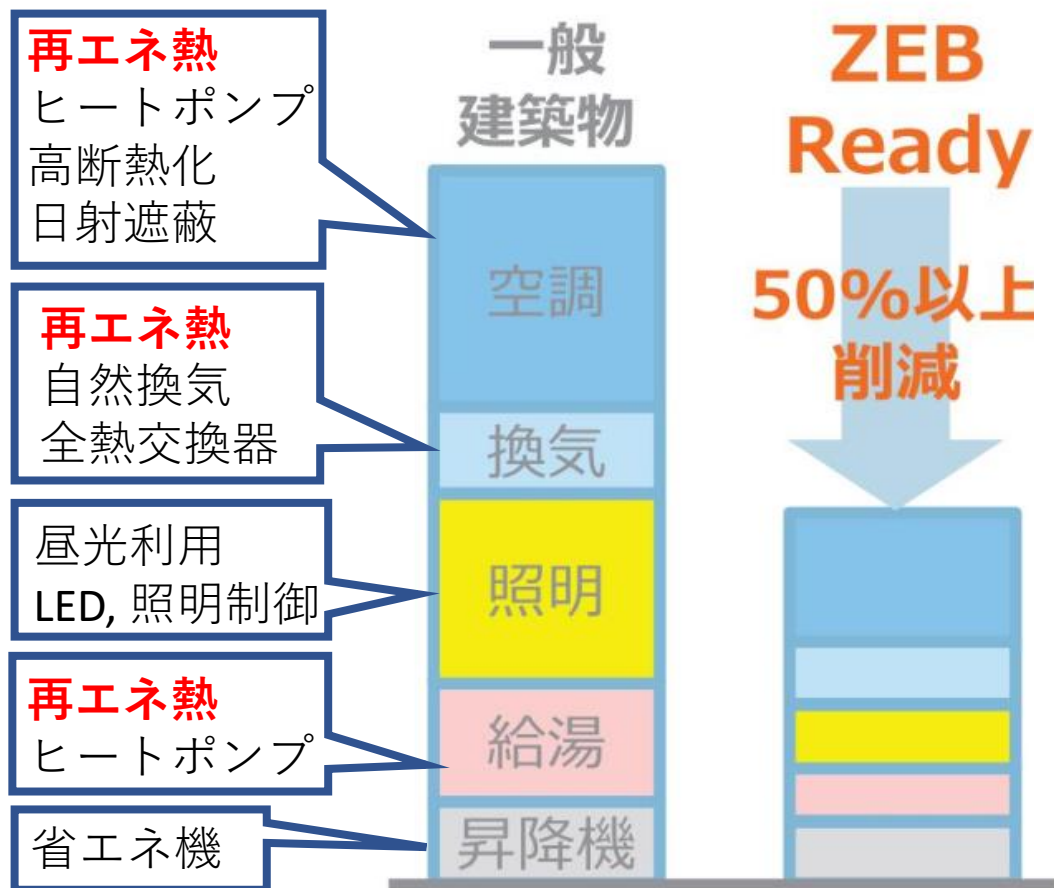 再エネ熱
ヒートポンプ
高断熱化
日射遮蔽
再エネ熱
自然換気
全熱交換器
昼光利用
LED, 照明制御
再エネ熱
ヒートポンプ
省エネ機
一般
建築物
空調
換気
照明
給湯
昇降機
ZEB
Ready
50%以上
削減